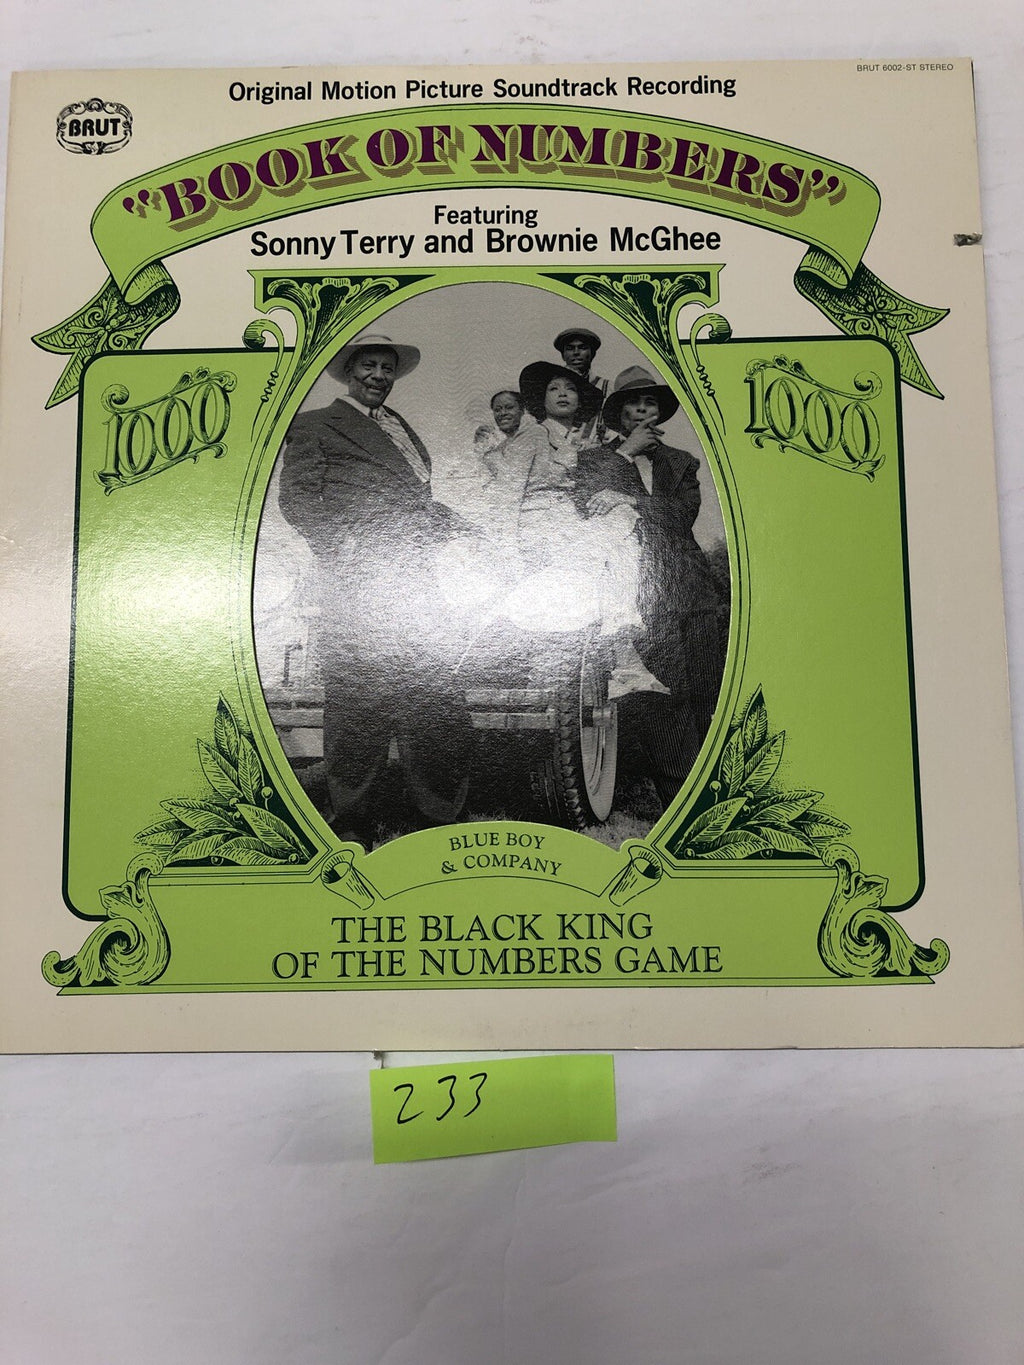 BRUT 6002-ST STEREO
Original Motion Picture Soundtrack Recording
BRUT
"BOOK OF NUMBERS"
Featuring
Sonny Terry and Brownie McGhee
1000
1000
BLUE BOY
& COMPANY
THE BLACK KING
OF THE NUMBERS GAME
233